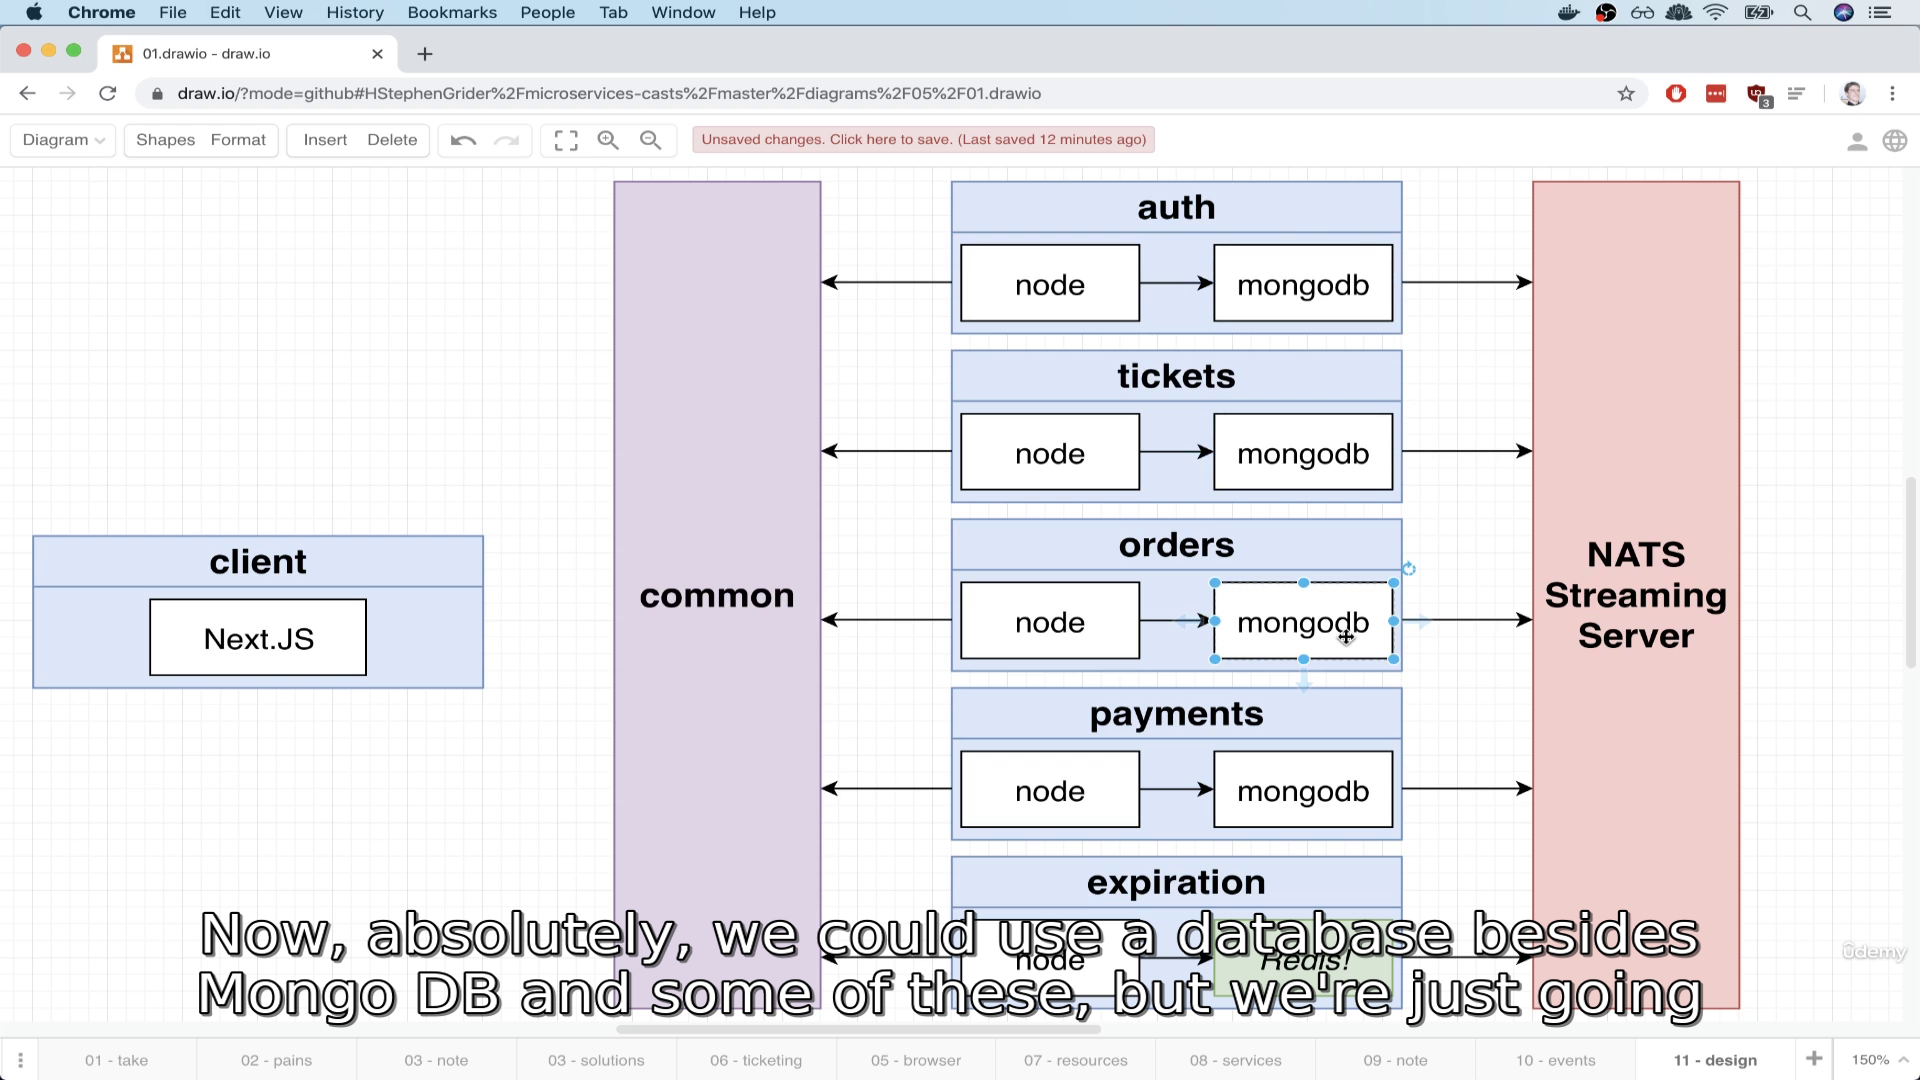 Chrome File Edit View History Bookmarks People Tab Window Help
01.drawio - draw.io
draw.io/?mode=github#HStephenGrider%2Fmicroservices-casts%2Fmaster%2Fdiagrams%2F05%2F01.drawio
3
Diagram Shapes Format Insert Delete Unsaved changes. Click here to save. (Last saved 12 minutes ago)
auth
node mongodb
tickets
node mongodb
orders
node mongodb
payments
node mongodb
expiration
node Redis!
client
Next.JS
common
NATS
Streaming
Server
Now, absolutely, we could use a database besides
Mongo DB and some of these, but we're just going
ûdemy
01 - take 02 - pains 03 - note 03 - solutions 06 - ticketing 05 - browser 07 - resources 08 - services 09 - note 10 - events 11 - design 150%